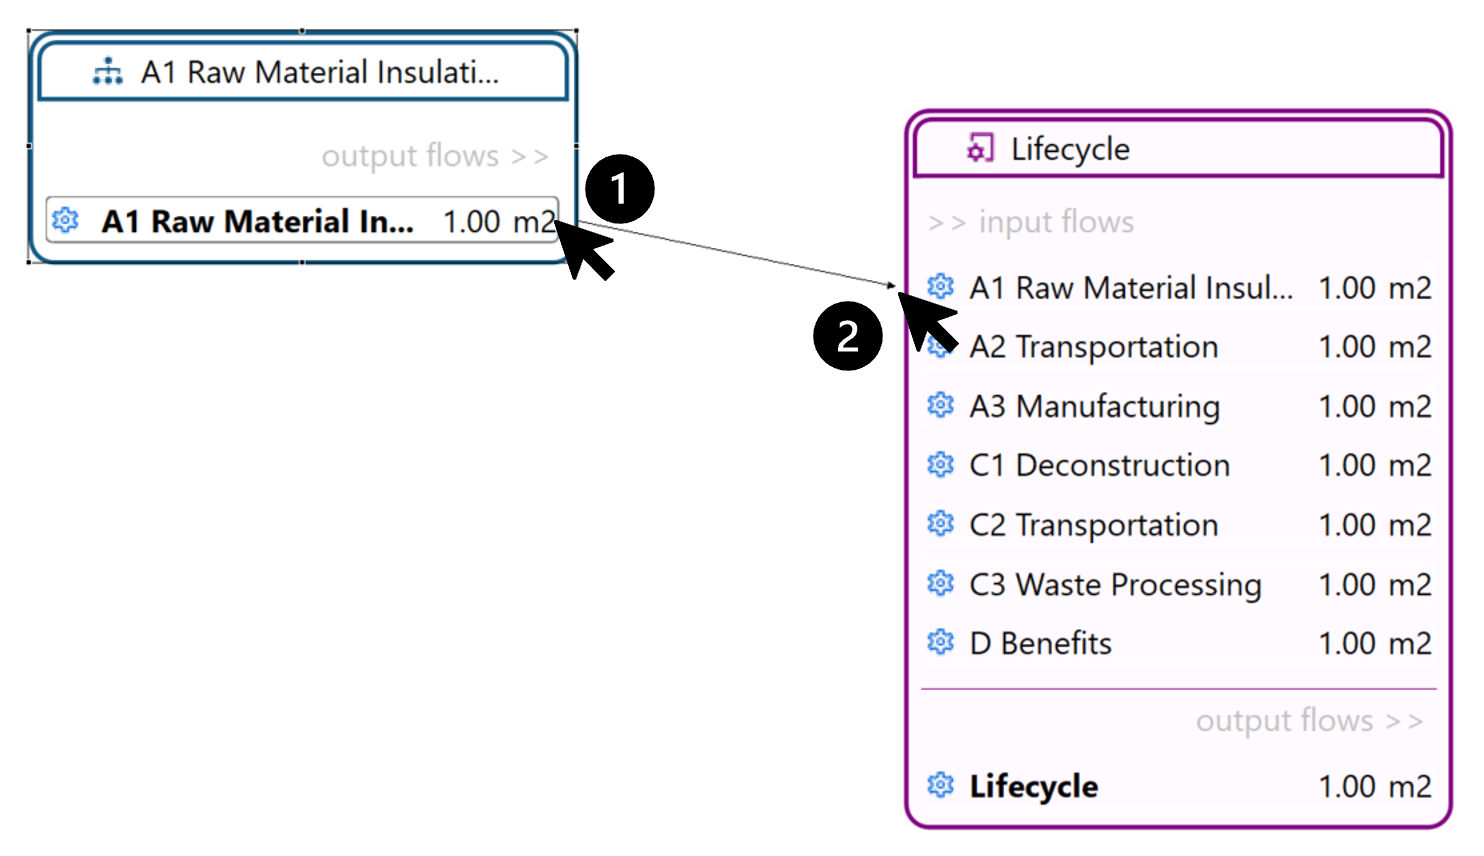 A1 Raw Material Insulati...
output flows >>
A1 Raw Material In... 1.00 m2
1
2
Lifecycle
>> input flows
A1 Raw Material Insul... 1.00 m2
A2 Transportation 1.00 m2
A3 Manufacturing 1.00 m2
C1 Deconstruction 1.00 m2
C2 Transportation 1.00 m2
C3 Waste Processing 1.00 m2
D Benefits 1.00 m2
output flows >>
Lifecycle 1.00 m2